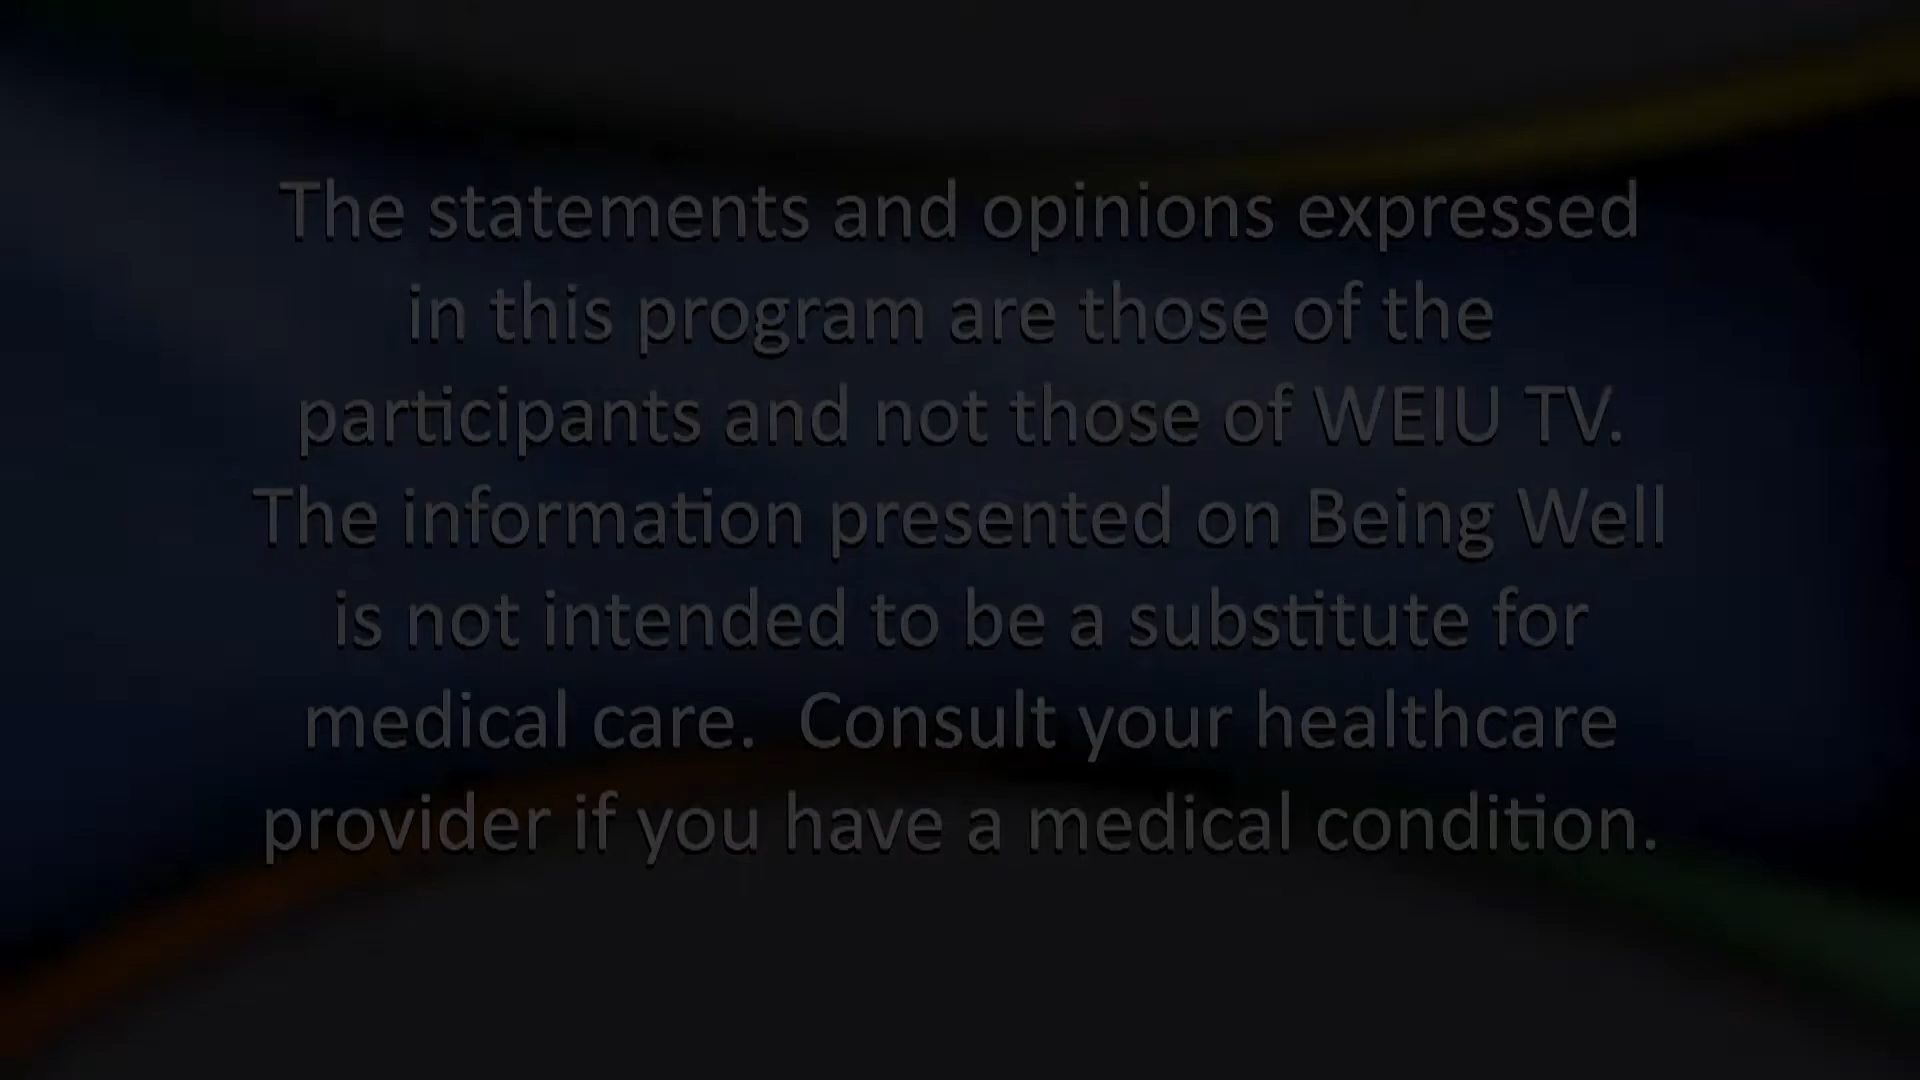 The statements and opinions expressed
in this program are those of the
participants and not those of WEIU TV.
The information presented on Being Well
is not intended to be a substitute for
medical care.  Consult your healthcare
provider if you have a medical condition.